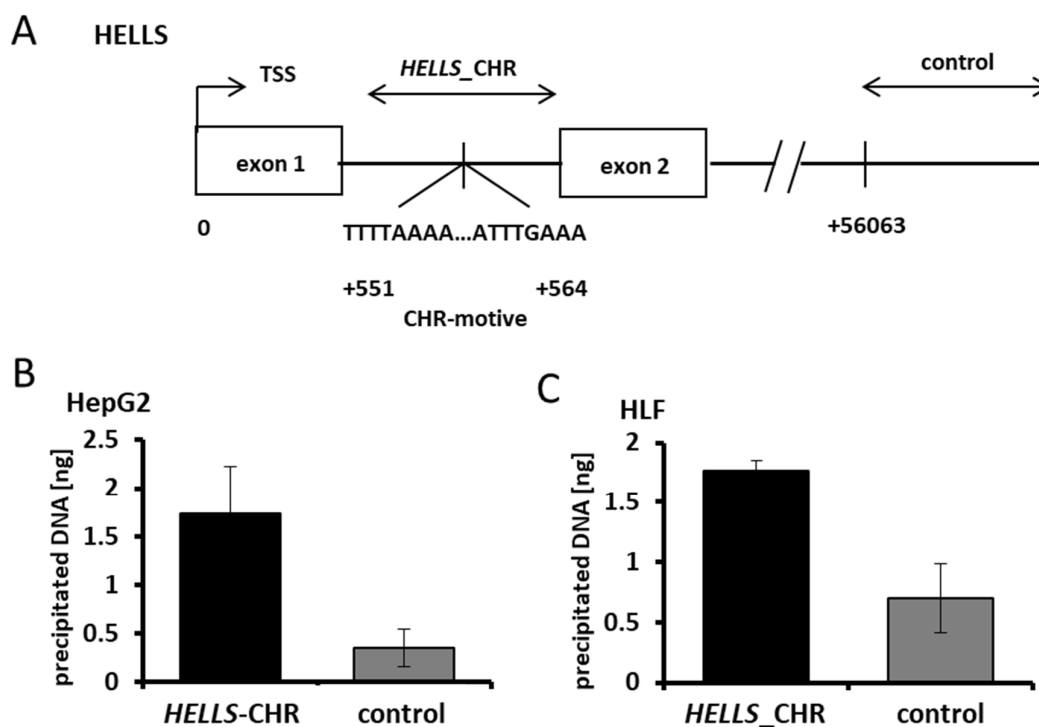 A
HELLS
TSS
HELLS_CHR
control
exon 1
exon 2
0
TTTTAAAA...ATTTGAAA
+56063
+551
+564
CHR-motive
B
HepG2
precipitated DNA [ng]
2.5
2
1.5
1
0.5
0
HELLS-CHR
control
C
HLF
precipitated DNA [ng]
2
1.5
1
0.5
0
HELLS_CHR
control